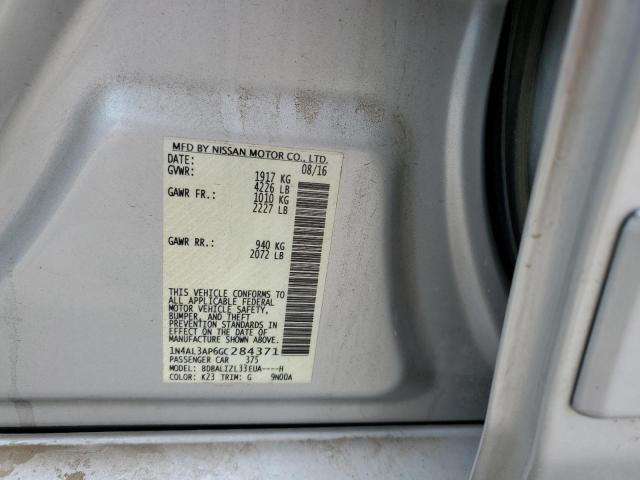 MFD BY NISSAN MOTOR CO., LTD.
DATE: 08/16
GVWR: 1917 KG
4226 LB
GAWR FR.: 1010 KG
2227 LB
GAWR RR.: 940 KG
2072 LB
THIS VEHICLE CONFORMS TO
ALL APPLICABLE FEDERAL
MOTOR VEHICLE SAFETY,
BUMPER, AND THEFT
PREVENTION STANDARDS IN
EFFECT ON THE DATE OF
MANUFACTURE SHOWN ABOVE.
1N4AL3AP6GC284371
PASSENGER CAR 375
MODEL: BDBALIZL33EUA----H
COLOR: K23 TRIM: G 9N00A